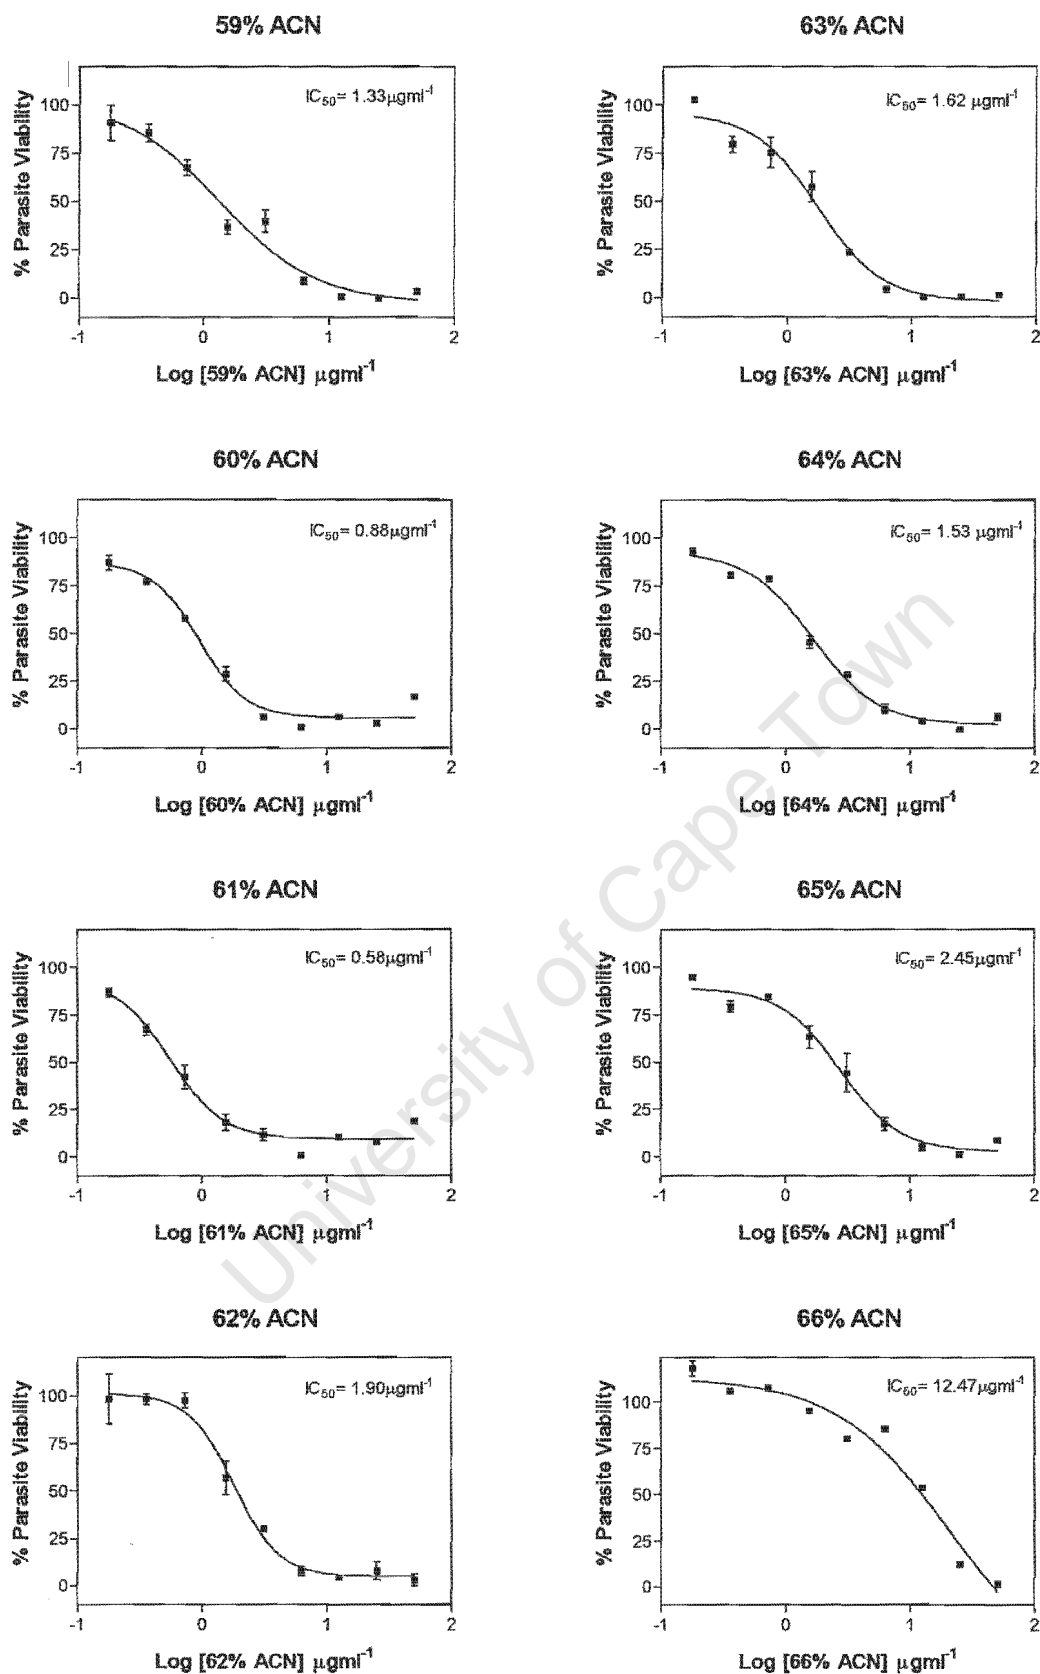 59% ACN
IC50= 1.33µgml-1
% Parasite Viability
100
75
50
25
0
-1 0 1 2
Log [59% ACN] µgml-1
63% ACN
IC50= 1.62 µgml-1
% Parasite Viability
100
75
50
25
0
-1 0 1 2
Log [63% ACN] µgml-1
60% ACN
IC50= 0.88µgml-1
% Parasite Viability
100
75
50
25
0
-1 0 1 2
Log [60% ACN] µgml-1
64% ACN
IC50= 1.53 µgml-1
% Parasite Viability
100
75
50
25
0
-1 0 1 2
Log [64% ACN] µgml-1
61% ACN
IC50= 0.58µgml-1
% Parasite Viability
100
75
50
25
0
-1 0 1 2
Log [61% ACN] µgml-1
65% ACN
IC50= 2.45µgml-1
% Parasite Viability
100
75
50
25
0
-1 0 1 2
Log [65% ACN] µgml-1
62% ACN
IC50= 1.90µgml-1
% Parasite Viability
100
75
50
25
0
-1 0 1 2
Log [62% ACN] µgml-1
66% ACN
IC50= 12.47µgml-1
% Parasite Viability
100
75
50
25
0
-1 0 1 2
Log [66% ACN] µgml-1
University of Cape Town